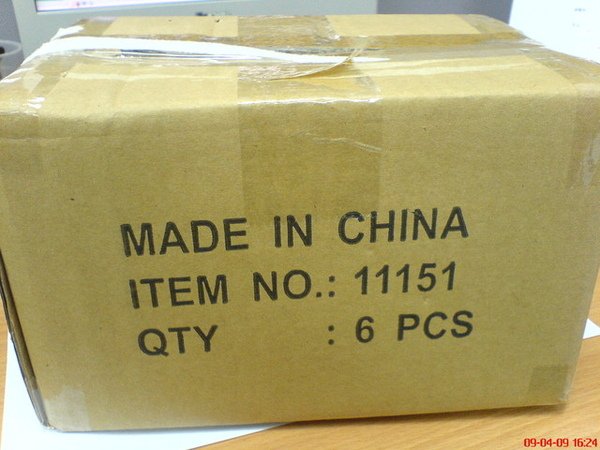 MADE IN CHINA
ITEM NO.: 11151
QTY : 6 PCS
09-04-09 16:24